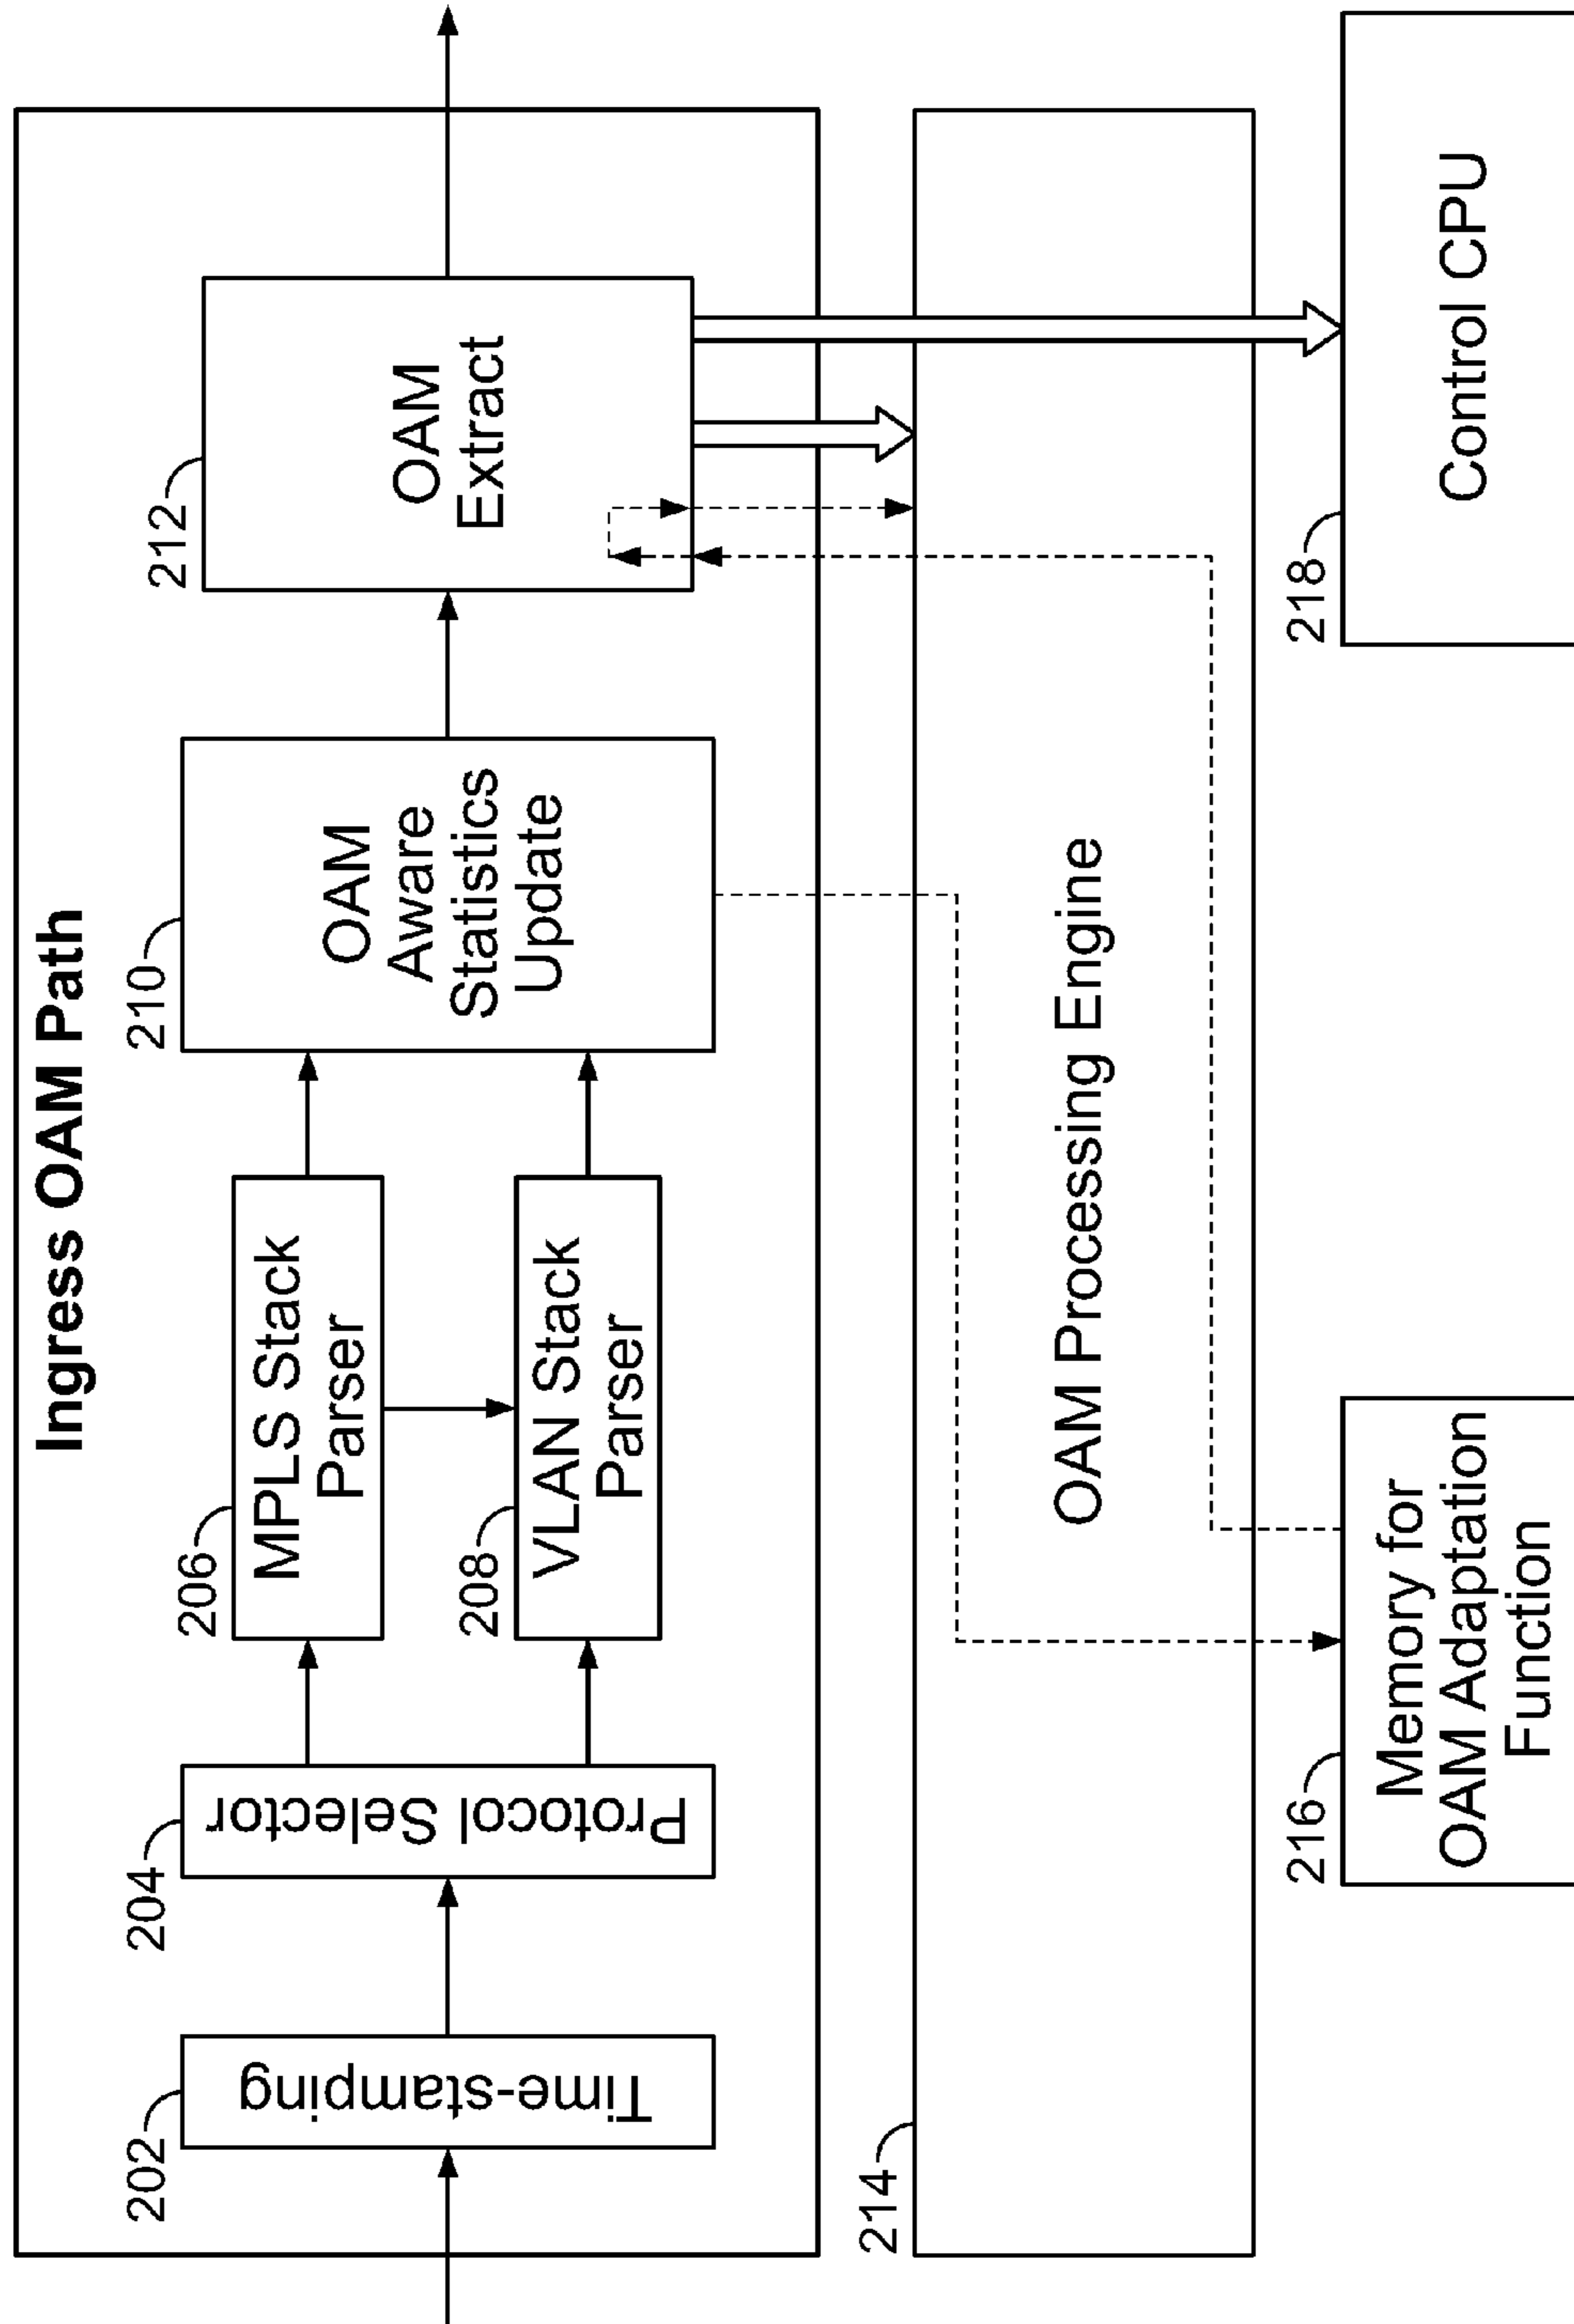 Ingress OAM Path
202
Time-stamping
204
Protocol Selector
206
MPLS Stack
Parser
208
VLAN Stack
Parser
210
OAM
Aware
Statistics
Update
212
OAM
Extract
214
OAM Processing Engine
216
Memory for
OAM Adaptation
Function
218
Control CPU